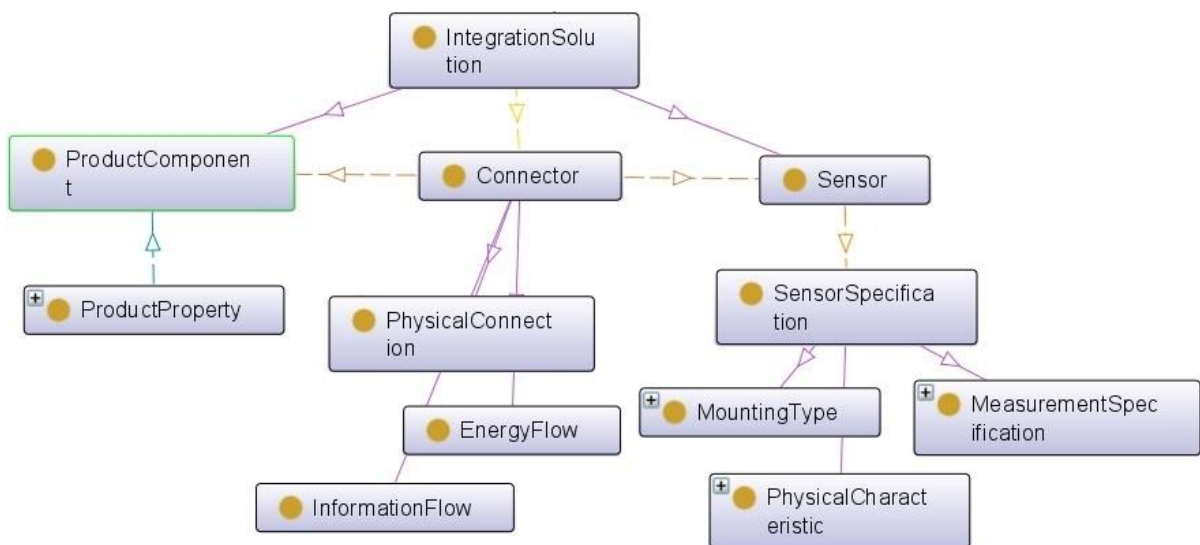 IntegrationSolu
tion
ProductComponen
t
Connector
Sensor
ProductProperty
PhysicalConnect
ion
SensorSpecifica
tion
MountingType
MeasurementSpec
ification
EnergyFlow
InformationFlow
PhysicalCharact
eristic